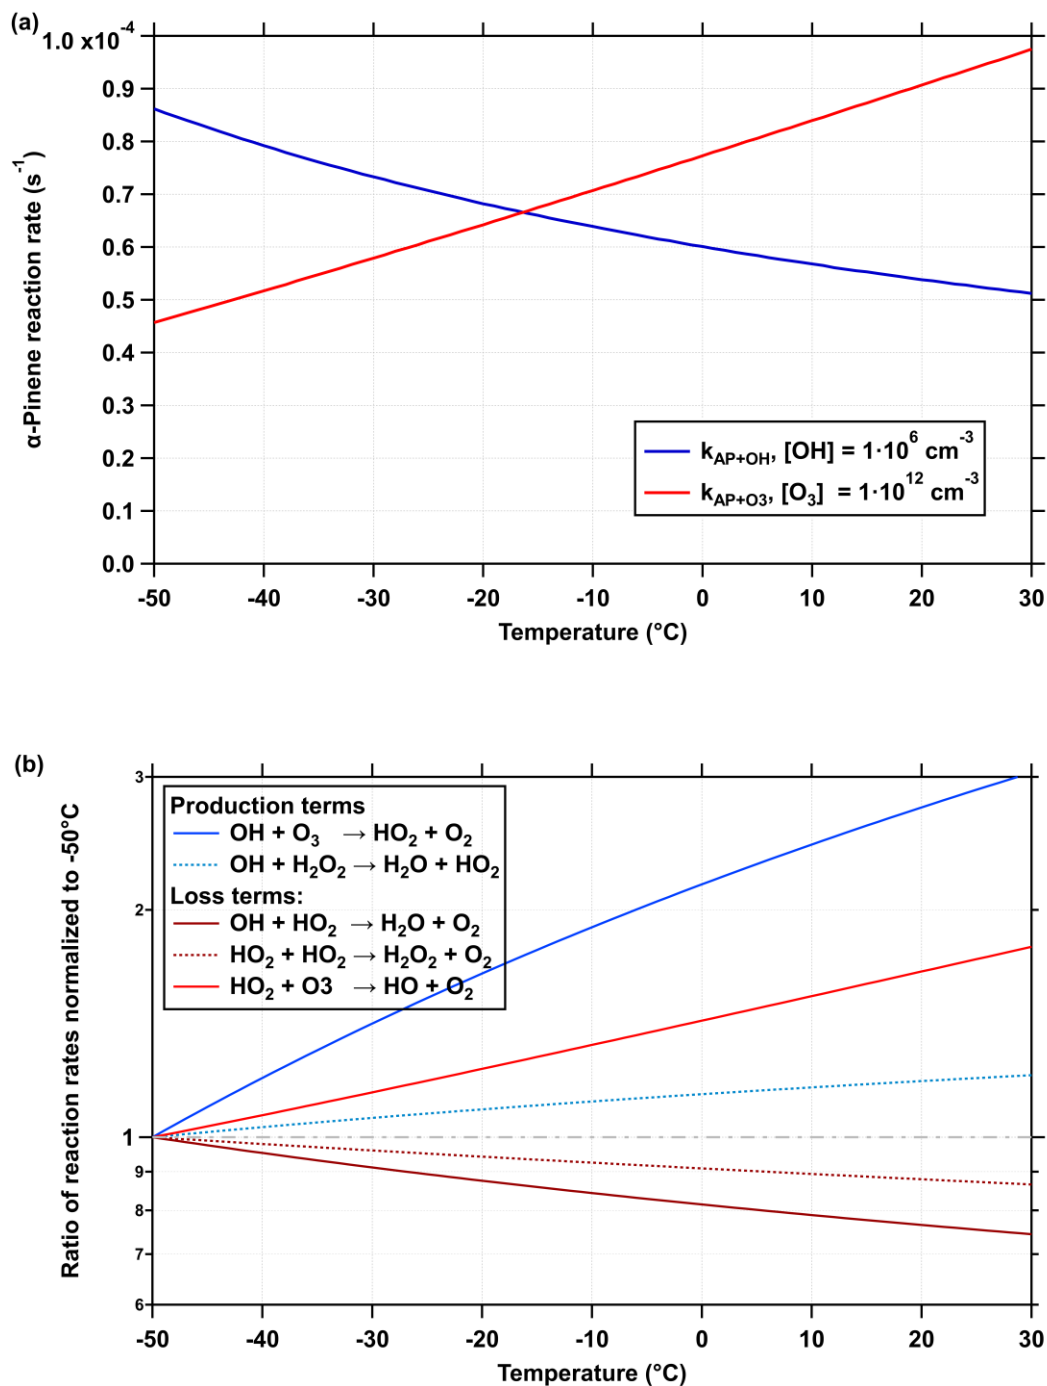 (a)
1.0 x10⁻⁴
0.9
0.8
0.7
0.6
0.5
0.4
0.3
0.2
0.1
0.0
α-Pinene reaction rate (s⁻¹)
k_AP+OH, [OH] = 1·10⁶ cm⁻³
k_AP+O3, [O₃] = 1·10¹² cm⁻³
-50 -40 -30 -20 -10 0 10 20 30
Temperature (°C)
(b)
3
2
1
9
8
7
6
Ratio of reaction rates normalized to -50°C
Production terms
OH + O₃ → HO₂ + O₂
OH + H₂O₂ → H₂O + HO₂
Loss terms:
OH + HO₂ → H₂O + O₂
HO₂ + HO₂ → H₂O₂ + O₂
HO₂ + O3 → HO + O₂
-50 -40 -30 -20 -10 0 10 20 30
Temperature (°C)